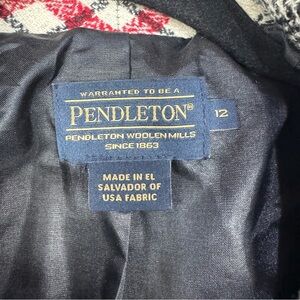 WARRANTED TO BE A
PENDLETON®
PENDLETON WOOLEN MILLS
SINCE 1863
12
MADE IN EL
SALVADOR OF
USA FABRIC